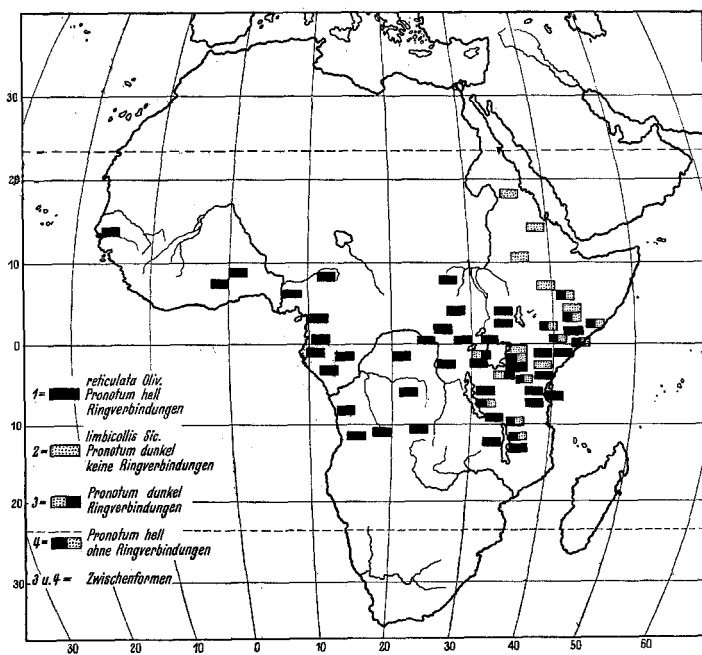 30
20
10
0
10
20
30
1= reticulata Oliv.
Pronotum hell
Ringverbindungen
2= limbicollis Sic.
Pronotum dunkel
keine Ringverbindungen
3= Pronotum dunkel
Ringverbindungen
4= Pronotum hell
ohne Ringverbindungen
3 u.4= Zwischenformen
30 20 10 0 10 20 30 40 50 60